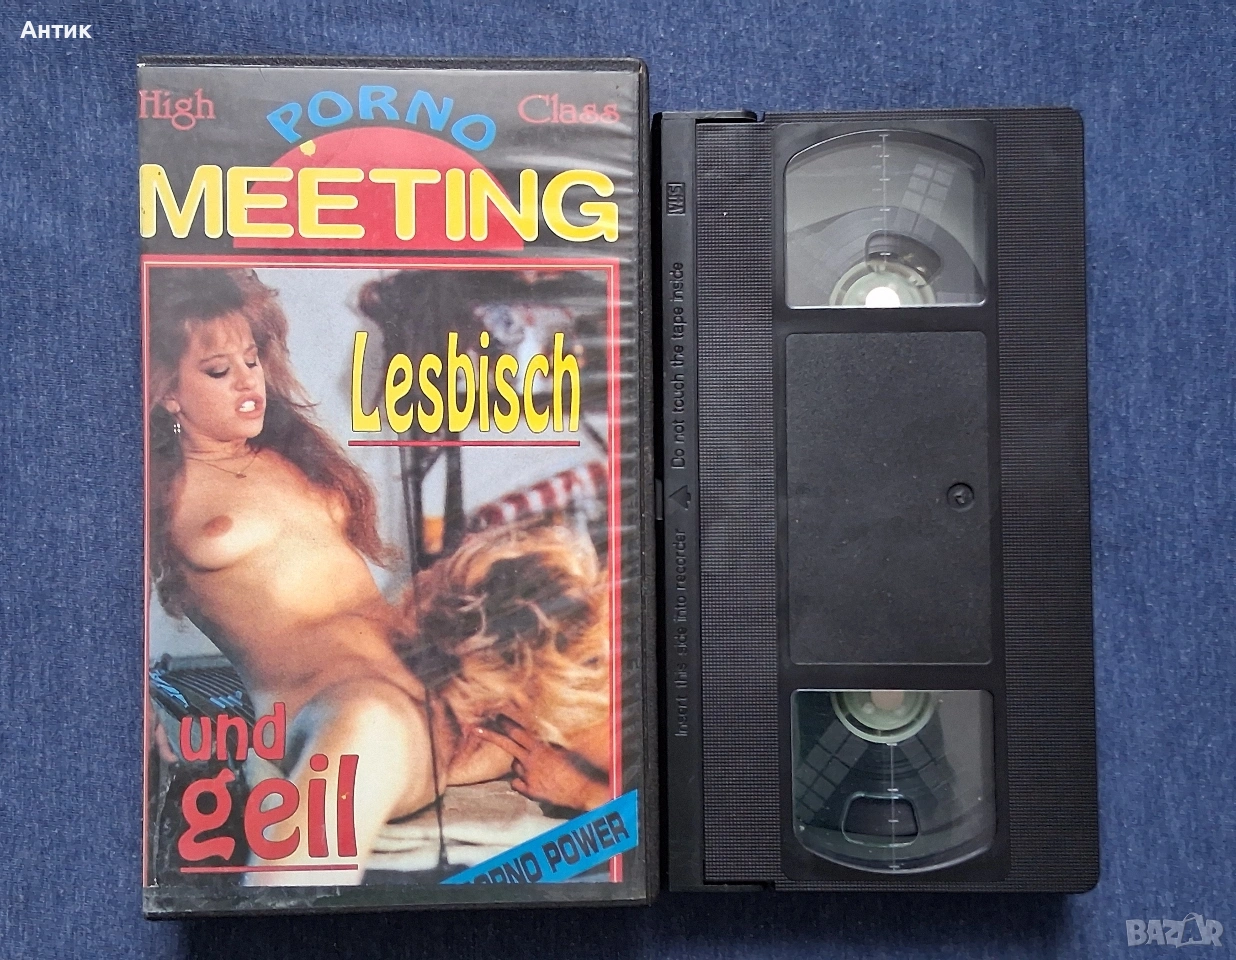 Антик
High PORNO Class
MEETING
Lesbisch
und
geil
PORNO POWER
VHS
Do not touch the tape inside
Insert this side into recorder
BAZAR